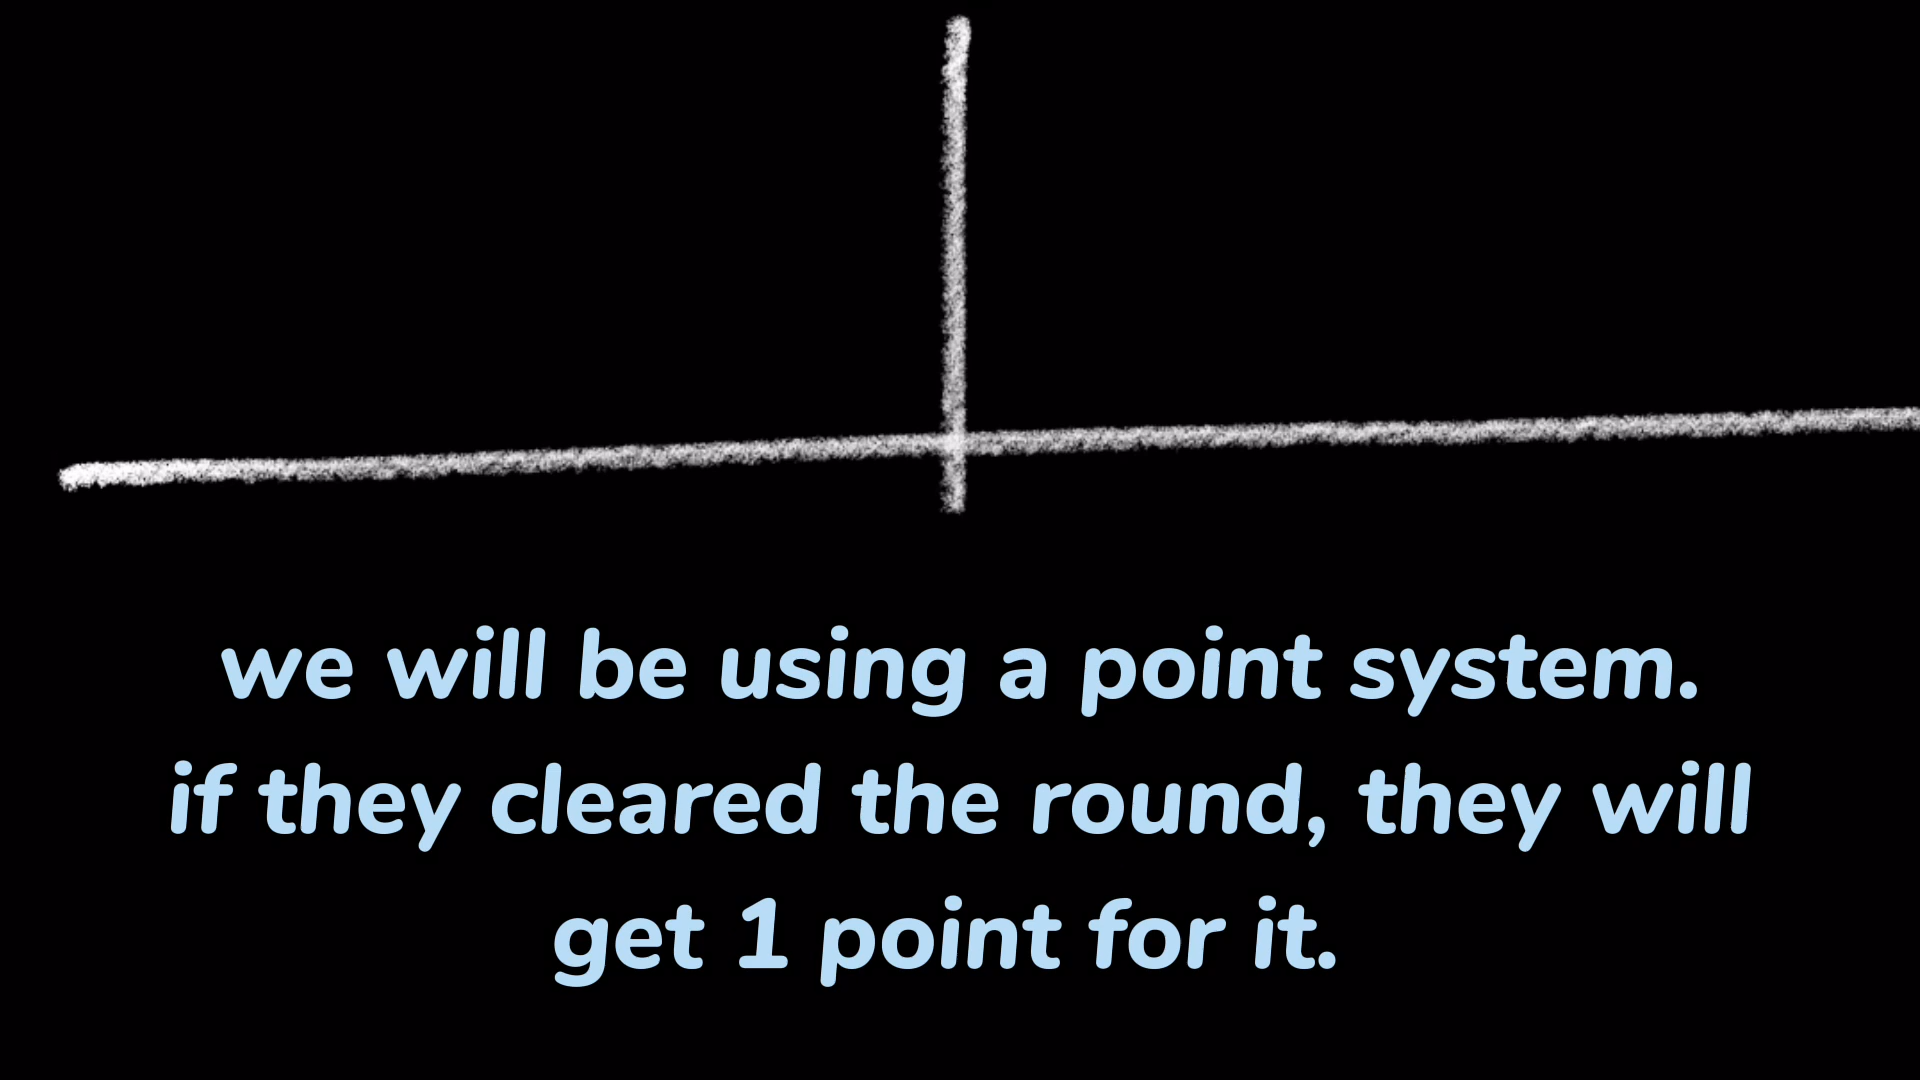 we will be using a point system.
if they cleared the round, they will
get 1 point for it.